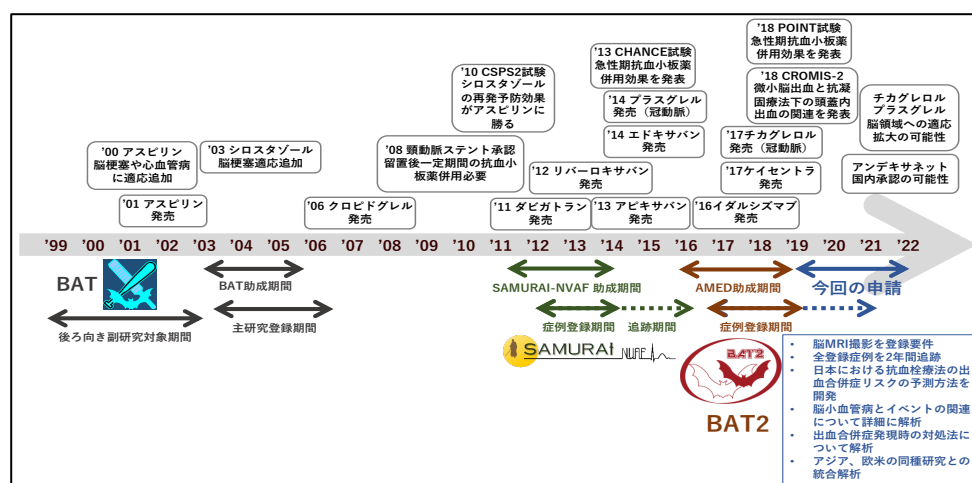 '18 POINT試験
急性期抗血小板薬
併用効果を発表
'13 CHANCE試験
急性期抗血小板薬
併用効果を発表
'10 CSPS2試験
シロスタゾール
の再発予防効果
がアスピリンに
勝る
'18 CROMIS-2
微小脳出血と抗凝
固療法下の頭蓋内
出血の関連を発表
'14 プラスグレル
発売（冠動脈）
チカグレロル
プラスグレル
脳領域への適応
拡大の可能性
'00 アスピリン
脳梗塞や心血管病
に適応追加
'03 シロスタゾール
脳梗塞適応追加
'08 頸動脈ステント承認
留置後一定期間の抗血小
板薬併用必要
'14 エドキサバン
発売
'17チカグレロル
発売（冠動脈）
'12 リバーロキサバン
発売
'17ケイセントラ
発売
アンデキサネット
国内承認の可能性
'01 アスピリン
発売
'06 クロピドグレル
発売
'11 ダビガトラン
発売
'13 アピキサバン
発売
'16イダルシズマブ
発売
'99 '00 '01 '02 '03 '04 '05 '06 '07 '08 '09 '10 '11 '12 '13 '14 '15 '16 '17 '18 '19 '20 '21 '22
BAT
BAT助成期間
SAMURAI-NVAF 助成期間
AMED助成期間
今回の申請
後ろ向き副研究対象期間
主研究登録期間
症例登録期間
追跡期間
症例登録期間
SAMURAI NVAF
BAT2
BAT2
• 脳MRI撮影を登録要件
• 全登録症例を2年間追跡
• 日本における抗血栓療法の出
血合併症リスクの予測方法を
開発
• 脳小血管病とイベントの関連
について詳細に解析
• 出血合併症発現時の対処法に
ついて解析
• アジア、欧米の同種研究との
統合解析